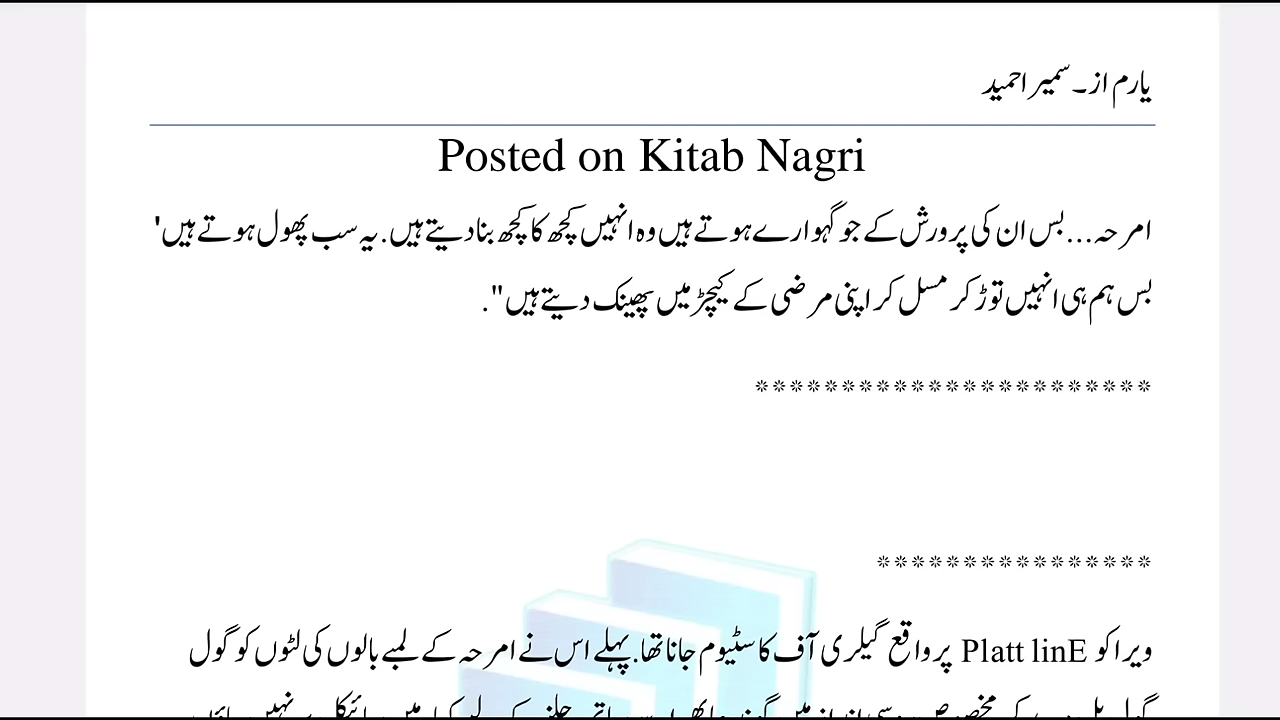 یارم از۔ سمیرا حمید
Posted on Kitab Nagri
امرحہ...بس ان کی پرورش کے جو گہوارے ہوتے ہیں وہ انہیں کچھ کا کچھ بنا دیتے ہیں. یہ سب پھول ہوتے ہیں'
بس ہم ہی انہیں توڑ کر مسل کر اپنی مرضی کے کیچڑ میں پھینک دیتے ہیں".
***********************
****************
ویرا کو Platt linE پر واقع گیلری آف کاسٹیوم جانا تھا. پہلے اس نے امرحہ کے لمبے بالوں کی لٹوں کو گول